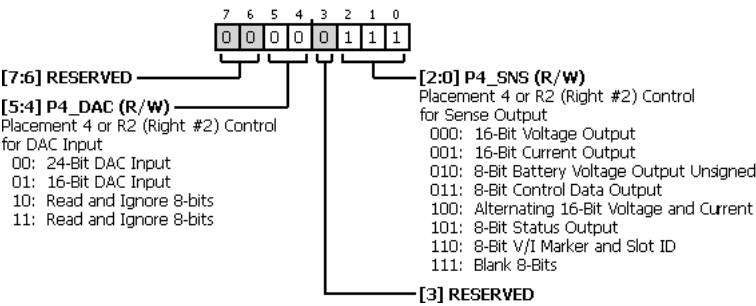 7 6 5 4 3 2 1 0
0 0 0 0 0 1 1 1
[7:6] RESERVED
[5:4] P4_DAC (R/W)
Placement 4 or R2 (Right #2) Control
for DAC Input
00: 24-Bit DAC Input
01: 16-Bit DAC Input
10: Read and Ignore 8-bits
11: Read and Ignore 8-bits
[2:0] P4_SNS (R/W)
Placement 4 or R2 (Right #2) Control
for Sense Output
000: 16-Bit Voltage Output
001: 16-Bit Current Output
010: 8-Bit Battery Voltage Output Unsigned
011: 8-Bit Control Data Output
100: Alternating 16-Bit Voltage and Current
101: 8-Bit Status Output
110: 8-Bit V/I Marker and Slot ID
111: Blank 8-Bits
[3] RESERVED